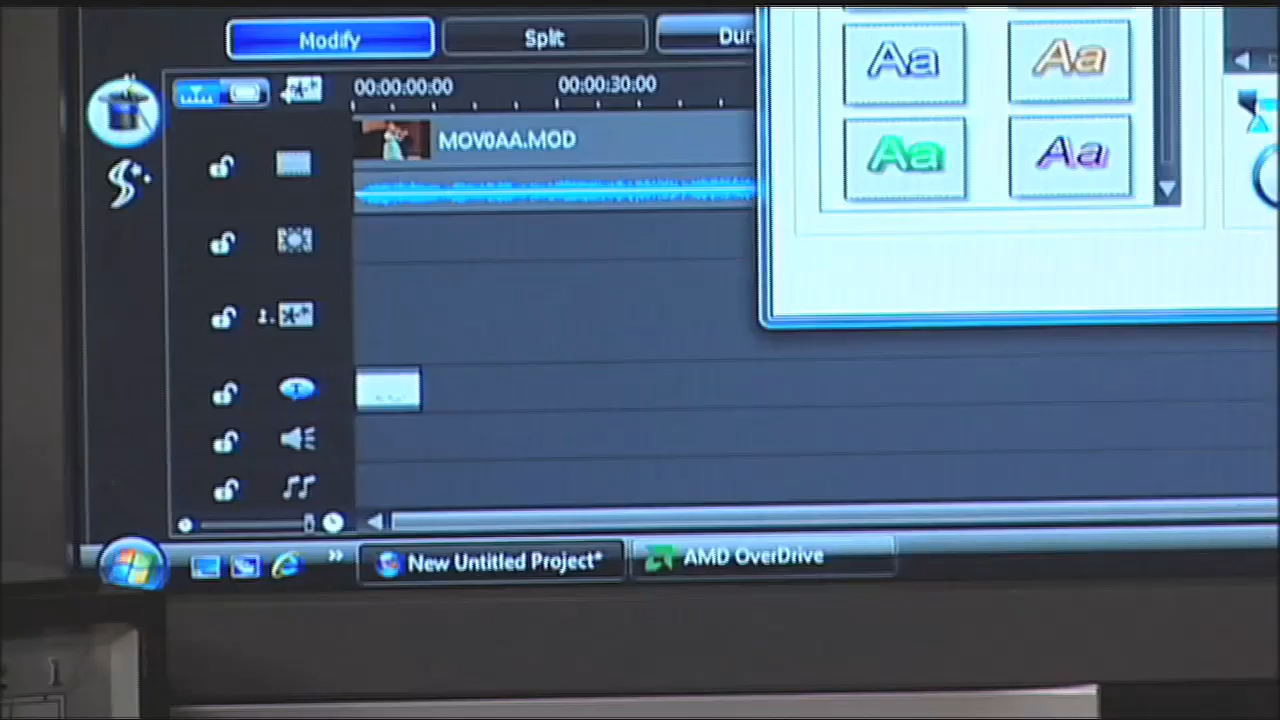 Modify
Split
Dur
Aa
Aa
00:00:00:00
00:00:30:00
MOV0AA.MOD
Aa
Aa
1.
T
New Untitled Project*
AMD OverDrive